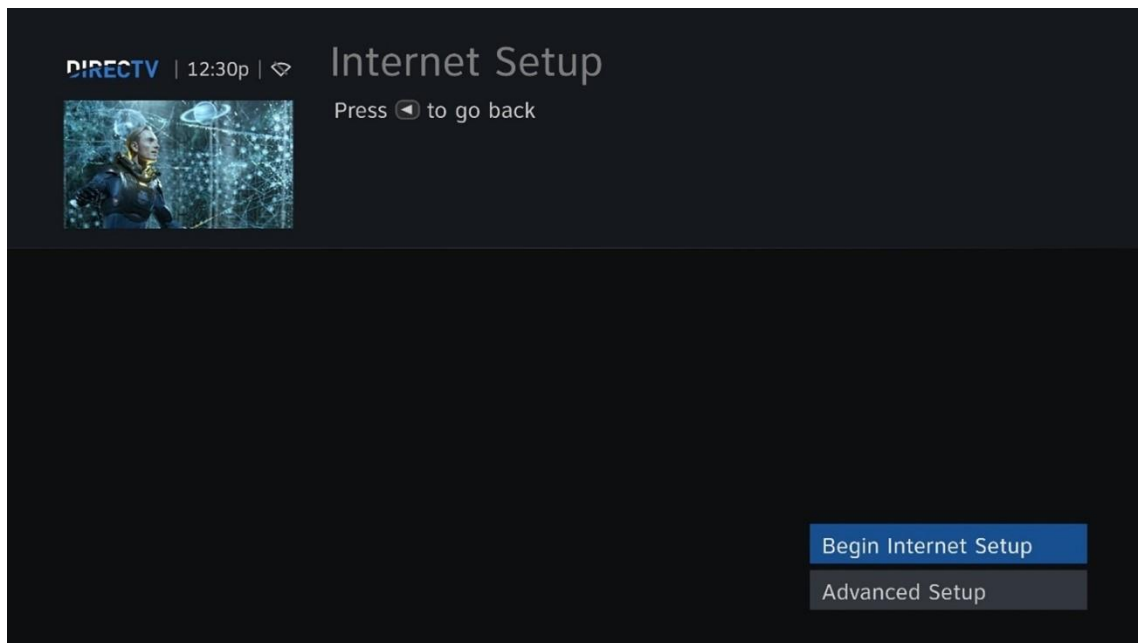 DIRECTV | 12:30p |
Internet Setup
Press ◀ to go back
Begin Internet Setup
Advanced Setup